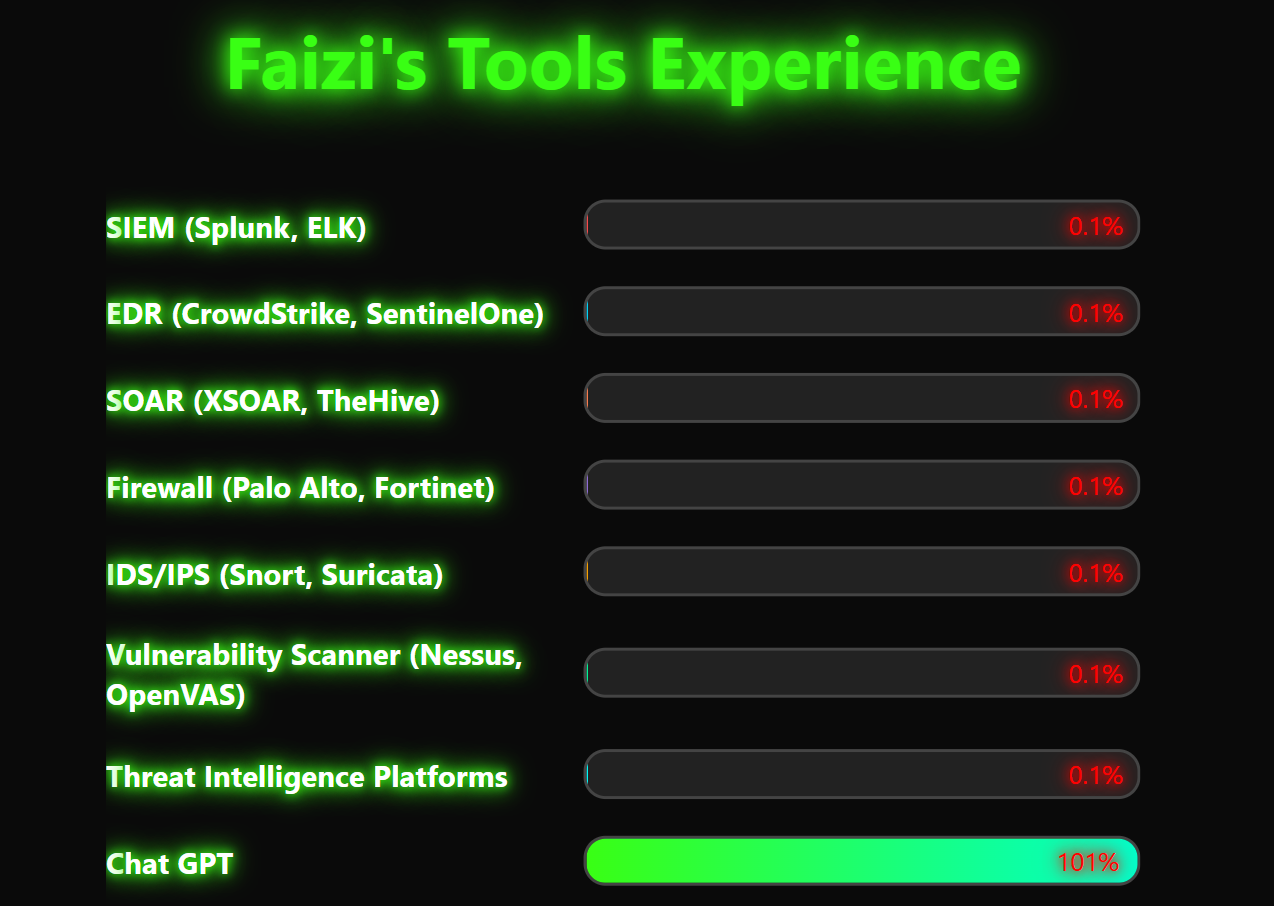 Faizi's Tools Experience
SIEM (Splunk, ELK) 0.1%
EDR (CrowdStrike, SentinelOne) 0.1%
SOAR (XSOAR, TheHive) 0.1%
Firewall (Palo Alto, Fortinet) 0.1%
IDS/IPS (Snort, Suricata) 0.1%
Vulnerability Scanner (Nessus,
OpenVAS) 0.1%
Threat Intelligence Platforms 0.1%
Chat GPT 101%